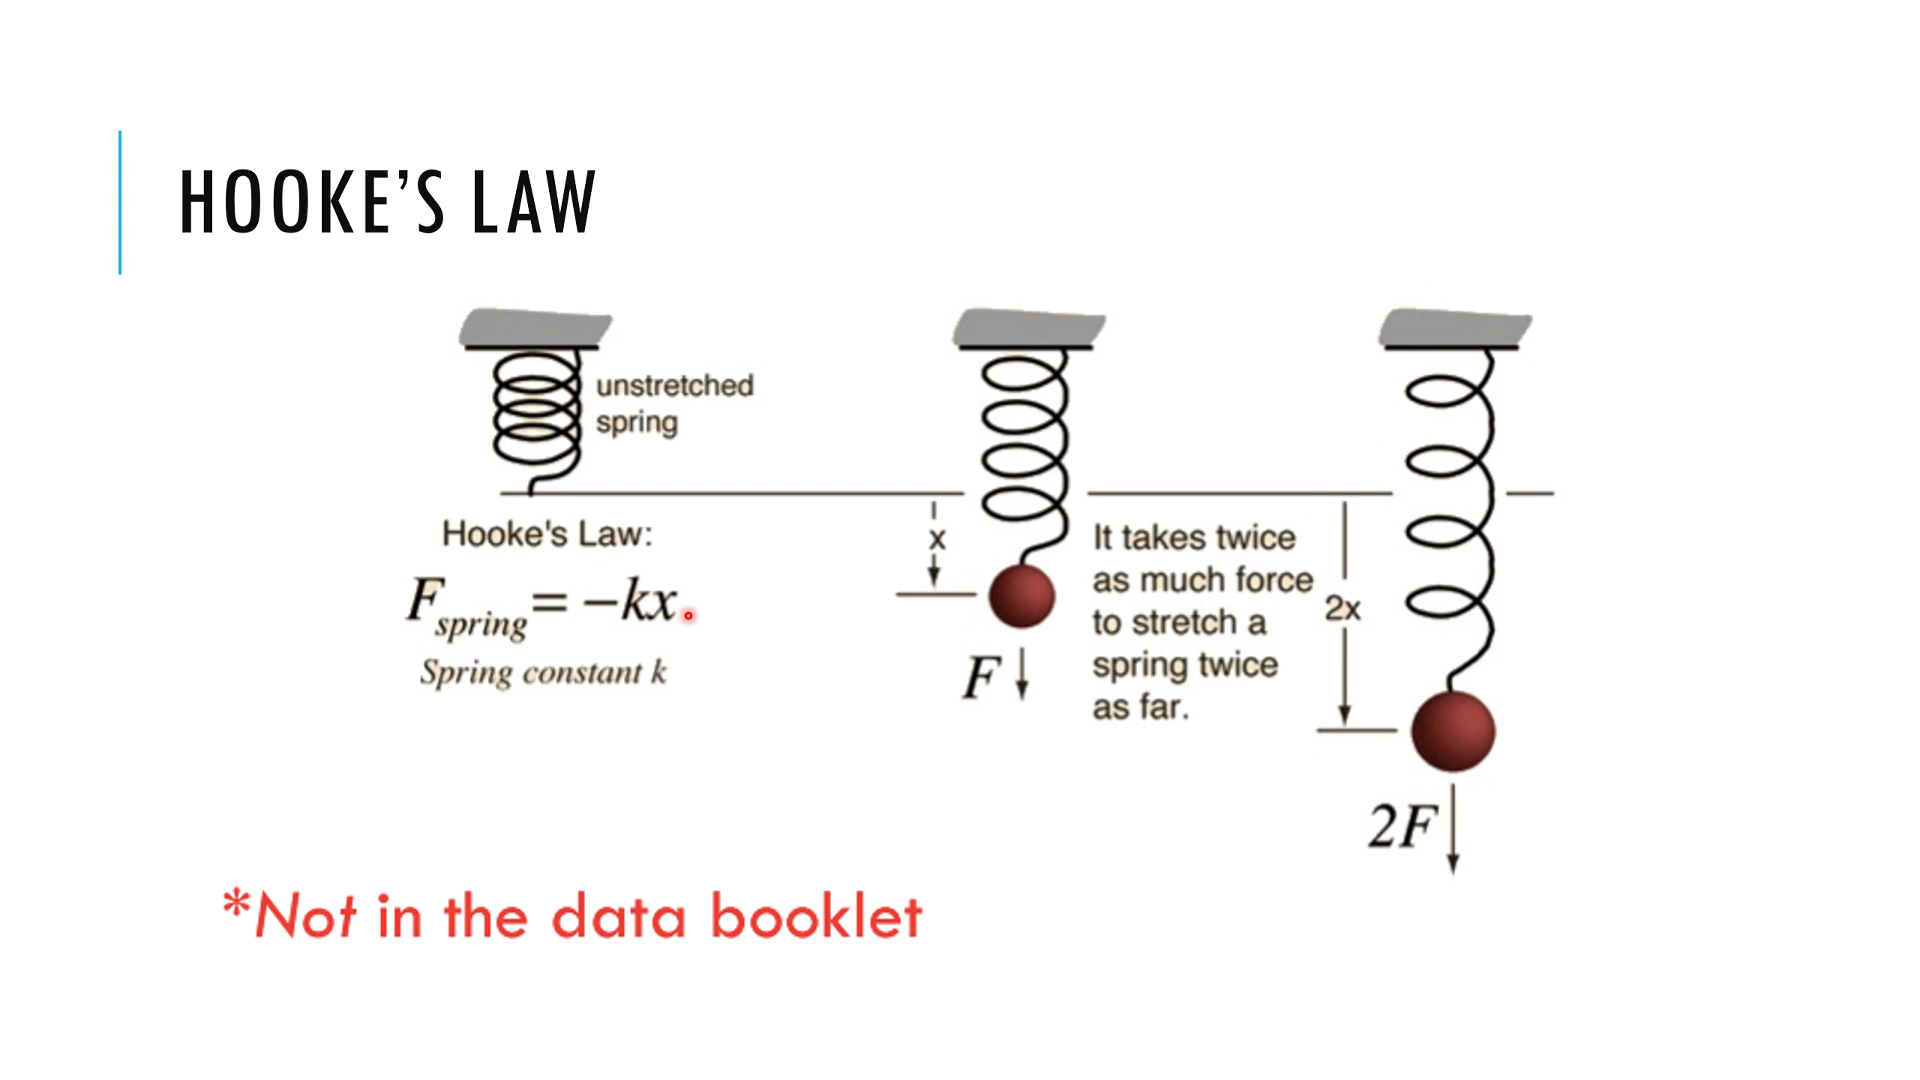 HOOKE’S LAW
unstretched
spring
Hooke's Law:
F_spring = −kx
Spring constant k
x
F
It takes twice
as much force
to stretch a
spring twice
as far.
2x
2F
*Not in the data booklet